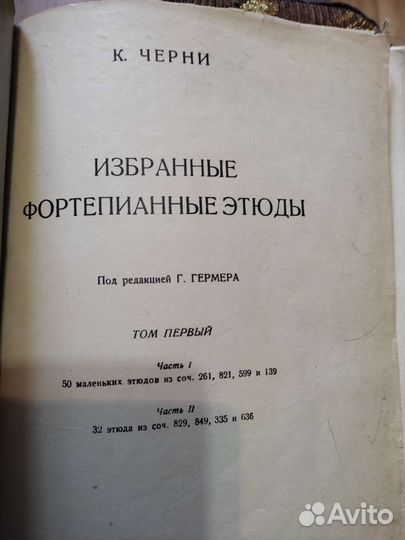 К. ЧЕРНИ
ИЗБРАННЫЕ
ФОРТЕПИАННЫЕ ЭТЮДЫ
Под редакцией Г. ГЕРМЕРА
ТОМ ПЕРВЫЙ
Часть I
50 маленьких этюдов из соч. 261, 821, 599 и 139
Часть II
32 этюда из соч. 829, 849, 335 и 636
Avito